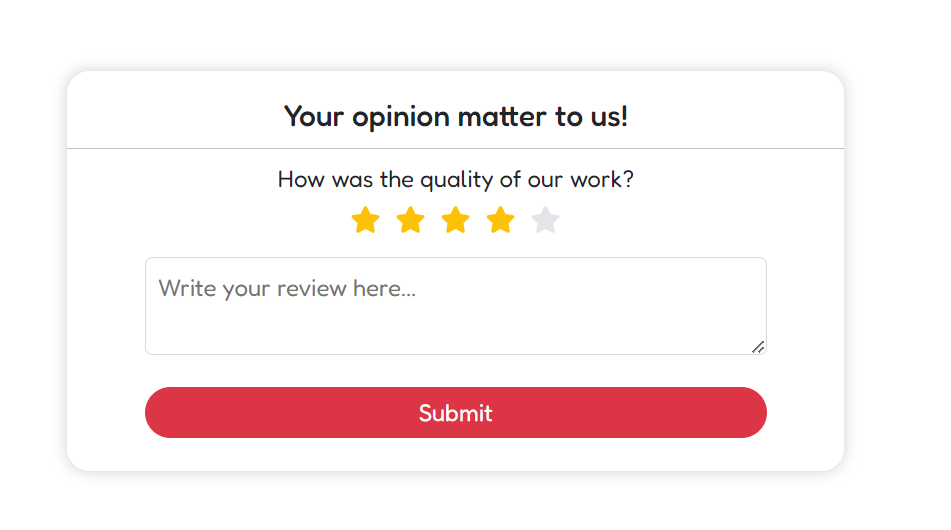 Your opinion matter to us!
How was the quality of our work?
Write your review here...
Submit